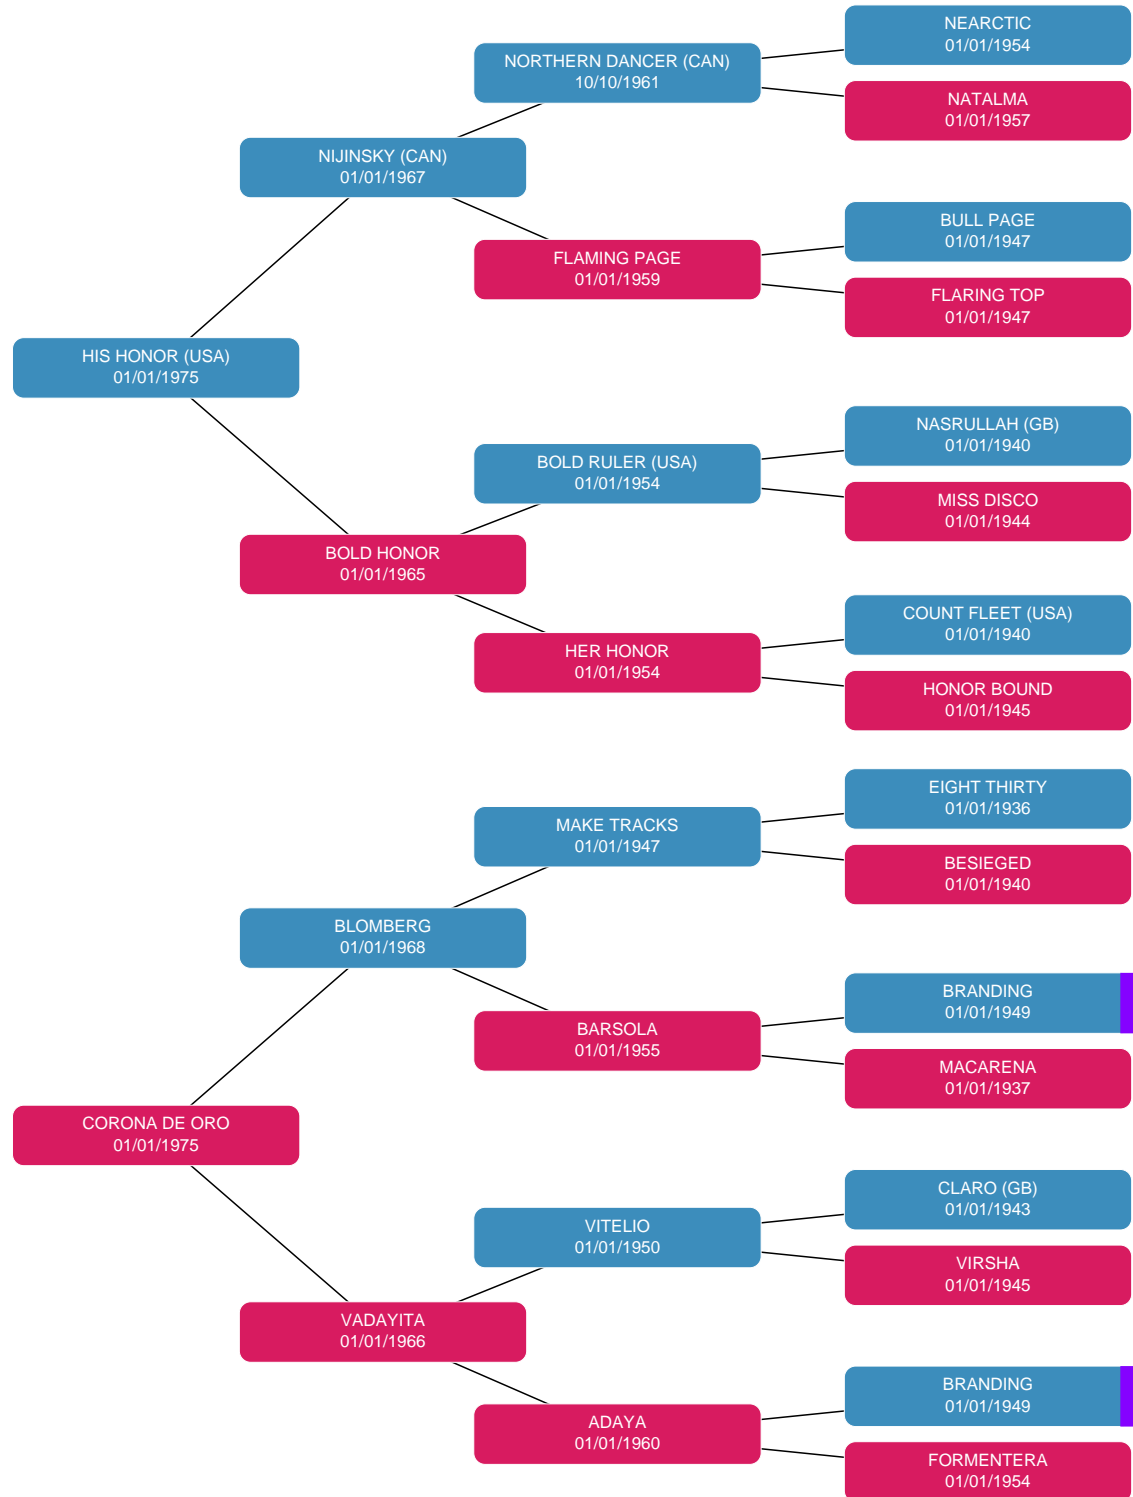 NEARCTIC
01/01/1954
NORTHERN DANCER (CAN)
10/10/1961
NATALMA
01/01/1957
NIJINSKY (CAN)
01/01/1967
BULL PAGE
01/01/1947
FLAMING PAGE
01/01/1959
FLARING TOP
01/01/1947
HIS HONOR (USA)
01/01/1975
NASRULLAH (GB)
01/01/1940
BOLD RULER (USA)
01/01/1954
MISS DISCO
01/01/1944
BOLD HONOR
01/01/1965
COUNT FLEET (USA)
01/01/1940
HER HONOR
01/01/1954
HONOR BOUND
01/01/1945
EIGHT THIRTY
01/01/1936
MAKE TRACKS
01/01/1947
BESIEGED
01/01/1940
BLOMBERG
01/01/1968
BRANDING
01/01/1949
BARSOLA
01/01/1955
MACARENA
01/01/1937
CORONA DE ORO
01/01/1975
CLARO (GB)
01/01/1943
VITELIO
01/01/1950
VIRSHA
01/01/1945
VADAYITA
01/01/1966
BRANDING
01/01/1949
ADAYA
01/01/1960
FORMENTERA
01/01/1954